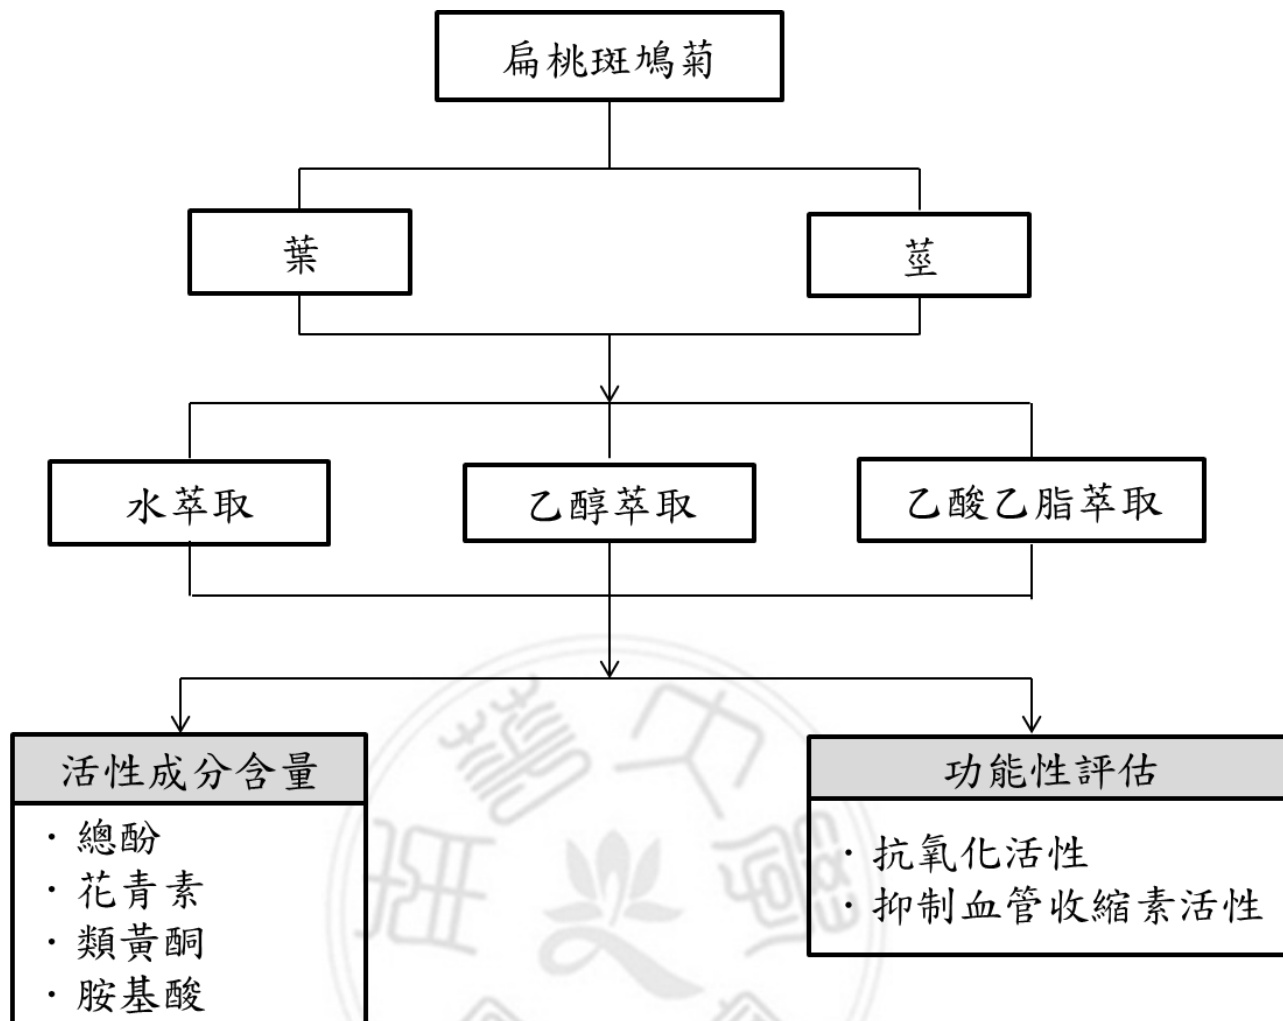 扁桃斑鳩菊
葉
莖
水萃取
乙醇萃取
乙酸乙脂萃取
活性成分含量
功能性評估
・總酚
・花青素
・類黃酮
・胺基酸
・抗氧化活性
・抑制血管收縮素活性